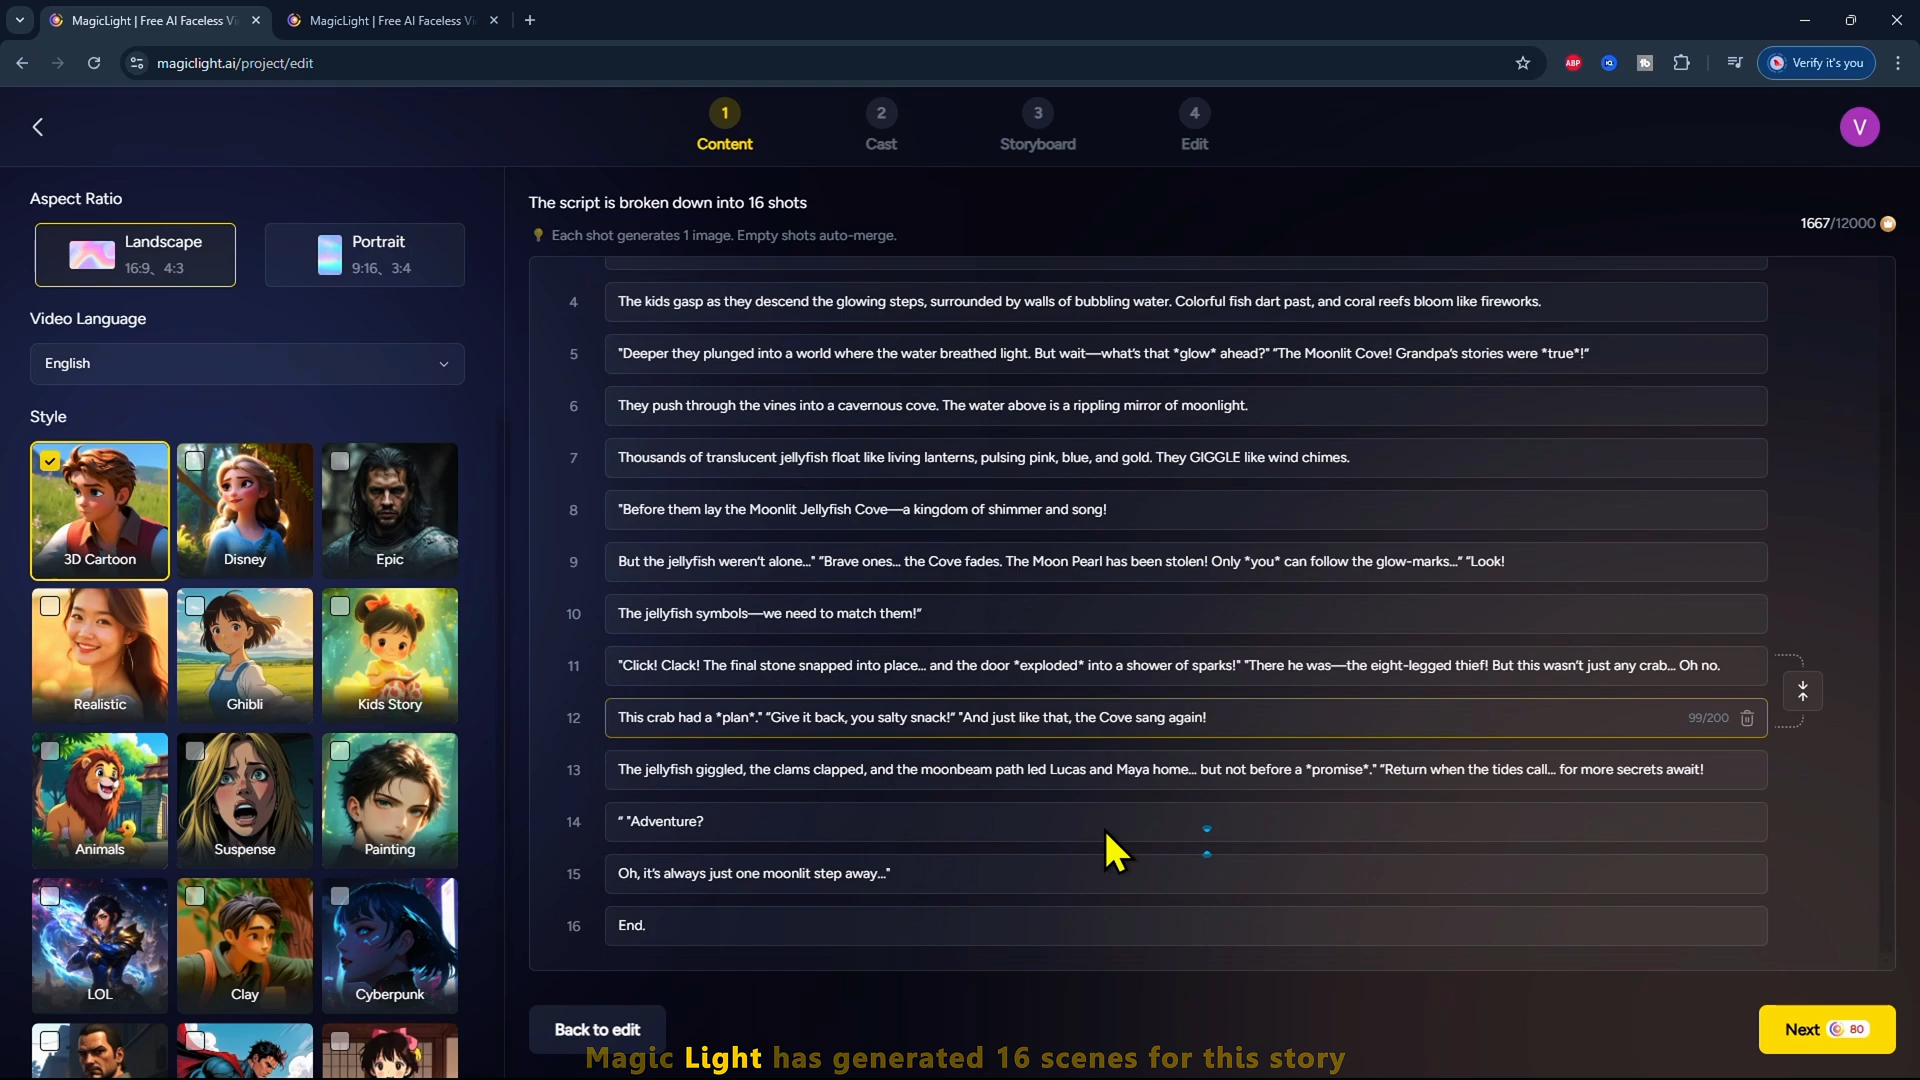 MagicLight | Free AI Faceless Vi
MagicLight | Free AI Faceless Vi
magiclight.ai/project/edit
ABP
Verify it's you
1
Content
2
Cast
3
Storyboard
4
Edit
V
Aspect Ratio
Landscape
16:9、4:3
Portrait
9:16、3:4
Video Language
English
Style
3D Cartoon
Disney
Epic
Realistic
Ghibli
Kids Story
Animals
Suspense
Painting
LOL
Clay
Cyberpunk
The script is broken down into 16 shots
Each shot generates 1 image. Empty shots auto-merge.
1667/12000
4 The kids gasp as they descend the glowing steps, surrounded by walls of bubbling water. Colorful fish dart past, and coral reefs bloom like fireworks.
5 "Deeper they plunged into a world where the water breathed light. But wait—what's that *glow* ahead?" "The Moonlit Cove! Grandpa's stories were *true*!"
6 They push through the vines into a cavernous cove. The water above is a rippling mirror of moonlight.
7 Thousands of translucent jellyfish float like living lanterns, pulsing pink, blue, and gold. They GIGGLE like wind chimes.
8 "Before them lay the Moonlit Jellyfish Cove—a kingdom of shimmer and song!
9 But the jellyfish weren't alone..." "Brave ones... the Cove fades. The Moon Pearl has been stolen! Only *you* can follow the glow-marks..." "Look!
10 The jellyfish symbols—we need to match them!"
11 "Click! Clack! The final stone snapped into place... and the door *exploded* into a shower of sparks!" "There he was—the eight-legged thief! But this wasn't just any crab... Oh no.
12 This crab had a *plan*." "Give it back, you salty snack!" "And just like that, the Cove sang again!
99/200
13 The jellyfish giggled, the clams clapped, and the moonbeam path led Lucas and Maya home... but not before a *promise*." "Return when the tides call... for more secrets await!
14 " "Adventure?
15 Oh, it's always just one moonlit step away..."
16 End.
Back to edit
Next 80
Magic Light has generated 16 scenes for this story